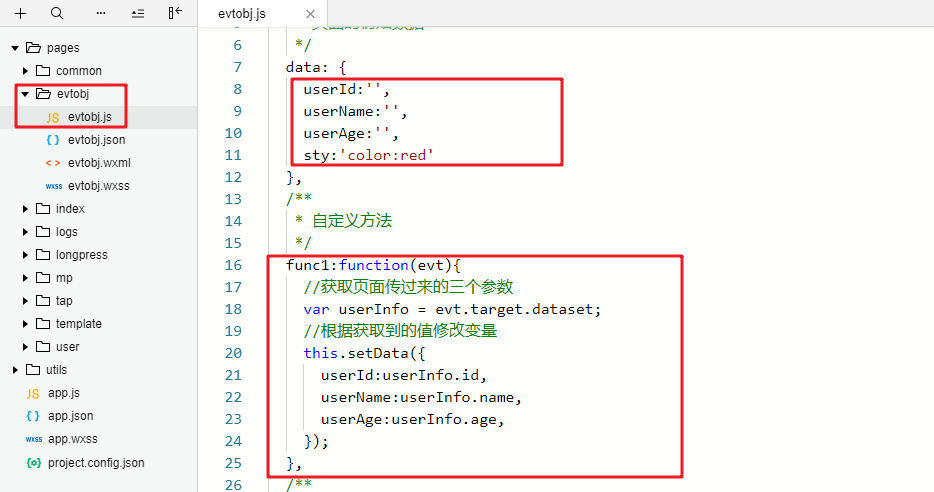 evtobj.js
pages
common
evtobj
JS evtobj.js
{ } evtobj.json
< > evtobj.wxml
wxss evtobj.wxss
index
logs
longpress
mp
tap
template
user
utils
JS app.js
{ } app.json
wxss app.wxss
{o} project.config.json
6 */
7 data: {
8 userId:'',
9 userName:'',
10 userAge:'',
11 sty:'color:red'
12 },
13 /**
14 * 自定义方法
15 */
16 func1:function(evt){
17 //获取页面传过来的三个参数
18 var userInfo = evt.target.dataset;
19 //根据获取到的值修改变量
20 this.setData({
21 userId:userInfo.id,
22 userName:userInfo.name,
23 userAge:userInfo.age,
24 });
25 },
26 /**